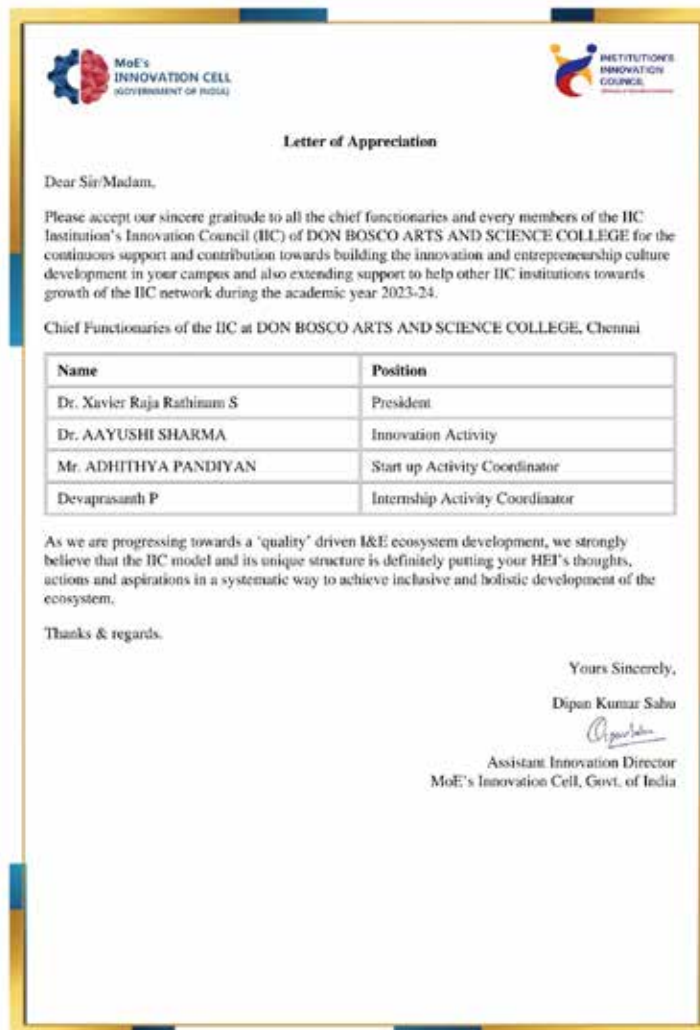 MoE's
INNOVATION CELL
(GOVERNMENT OF INDIA)
INSTITUTION'S
INNOVATION
COUNCIL
Letter of Appreciation
Dear Sir/Madam,
Please accept our sincere gratitude to all the chief functionaries and every members of the IIC
Institution's Innovation Council (IIC) of DON BOSCO ARTS AND SCIENCE COLLEGE for the
continuous support and contribution towards building the innovation and entrepreneurship culture
development in your campus and also extending support to help other IIC institutions towards
growth of the IIC network during the academic year 2023-24.
Chief Functionaries of the IIC at DON BOSCO ARTS AND SCIENCE COLLEGE, Chennai
Name Position
Dr. Xavier Raja Rathinam S President
Dr. AAYUSHI SHARMA Innovation Activity
Mr. ADHITHYA PANDIYAN Start up Activity Coordinator
Devaprasanth P Internship Activity Coordinator
As we are progressing towards a 'quality' driven I&E ecosystem development, we strongly
believe that the IIC model and its unique structure is definitely putting your HEI's thoughts,
actions and aspirations in a systematic way to achieve inclusive and holistic development of the
ecosystem.
Thanks & regards.
Yours Sincerely,
Dipan Kumar Sahu
Assistant Innovation Director
MoE's Innovation Cell, Govt. of India